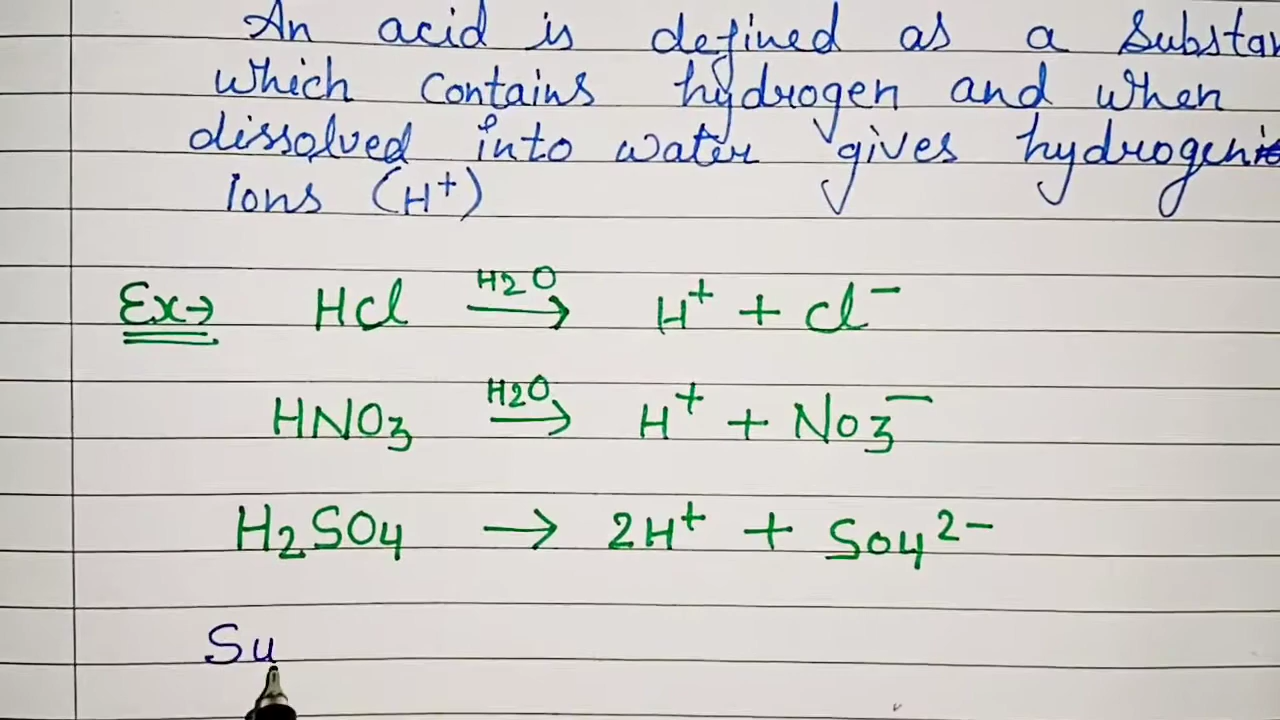 An acid is defined as a Substan
which contains hydrogen and when
dissolved into water gives hydrogen
ions (H⁺)
Ex→ HCl —H2O→ H⁺ + Cl⁻
HNO₃ —H2O→ H⁺ + NO₃⁻
H₂SO₄ → 2H⁺ + SO₄²⁻
Su